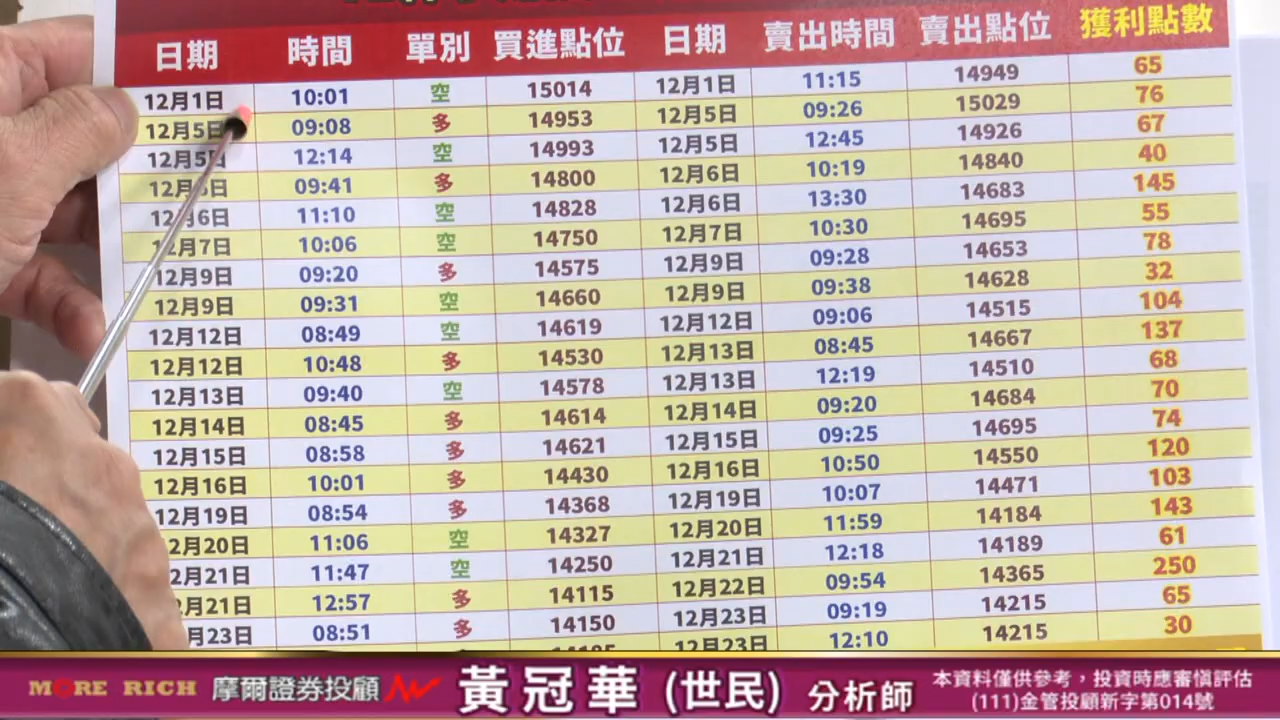 日期 時間 單別 買進點位 日期 賣出時間 賣出點位 獲利點數
12月1日 10:01 空 15014 12月1日 11:15 14949 65
12月5日 09:08 多 14953 12月5日 09:26 15029 76
12月5日 12:14 空 14993 12月5日 12:45 14926 67
12月6日 09:41 多 14800 12月6日 10:19 14840 40
12月6日 11:10 空 14828 12月6日 13:30 14683 145
12月7日 10:06 空 14750 12月7日 10:30 14695 55
12月9日 09:20 多 14575 12月9日 09:28 14653 78
12月9日 09:31 空 14660 12月9日 09:38 14628 32
12月12日 08:49 空 14619 12月12日 09:06 14515 104
12月12日 10:48 多 14530 12月13日 08:45 14667 137
12月13日 09:40 空 14578 12月13日 12:19 14510 68
12月14日 08:45 多 14614 12月14日 09:20 14684 70
12月15日 08:58 多 14621 12月15日 09:25 14695 74
12月16日 10:01 多 14430 12月16日 10:50 14550 120
12月19日 08:54 多 14368 12月19日 10:07 14471 103
2月20日 11:06 空 14327 12月20日 11:59 14184 143
2月21日 11:47 空 14250 12月21日 12:18 14189 61
月21日 12:57 多 14115 12月22日 09:54 14365 250
月23日 08:51 多 14150 12月23日 09:19 14215 65
12月23日 12:10 14215 30
MORE RICH 摩爾證券投顧 黃冠華 (世民) 分析師
本資料僅供參考，投資時應審慎評估
(111)金管投顧新字第014號